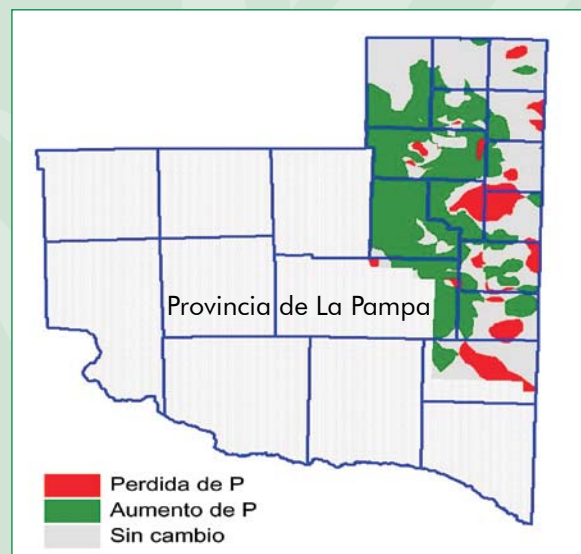 Provincia de La Pampa
Perdida de P
Aumento de P
Sin cambio